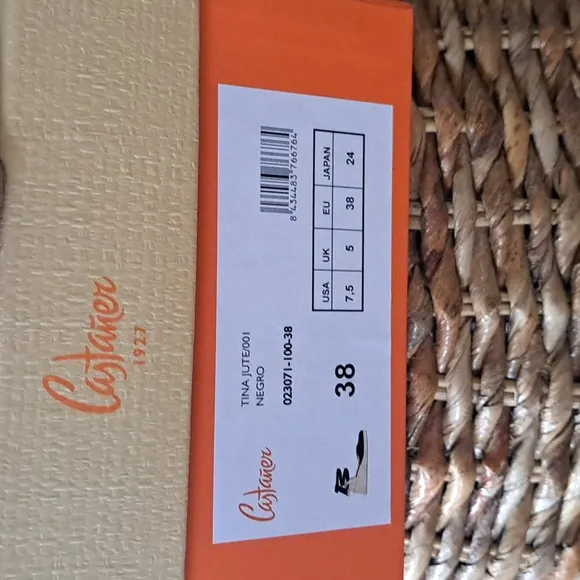 Castañer
1927
Castañer
TINA JUTE/001
NEGRO
023071-100-38
38
8 434483 766764
USA UK EU JAPAN
7,5 5 38 24